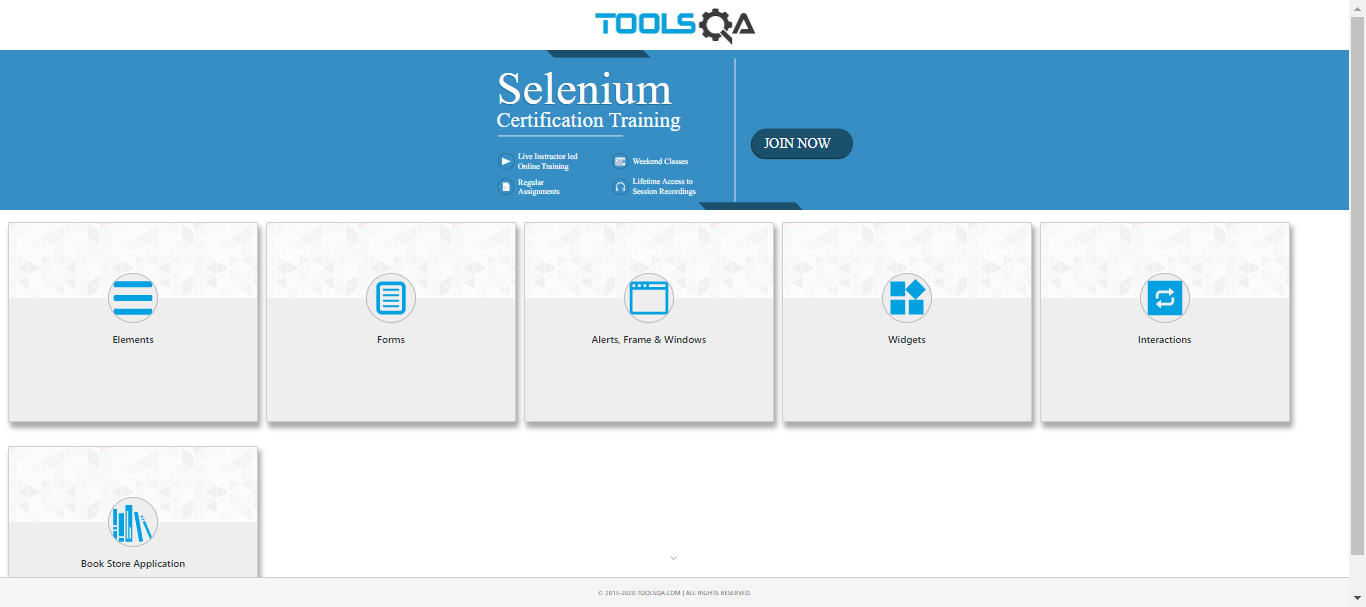 TOOLSQA
Selenium
Certification Training
Live Instructor led
Online Training
Weekend Classes
Regular
Assignments
Lifetime Access to
Session Recordings
JOIN NOW
Elements
Forms
Alerts, Frame & Windows
Widgets
Interactions
Book Store Application
© 2013-2020 TOOLSQA.COM | ALL RIGHTS RESERVED.